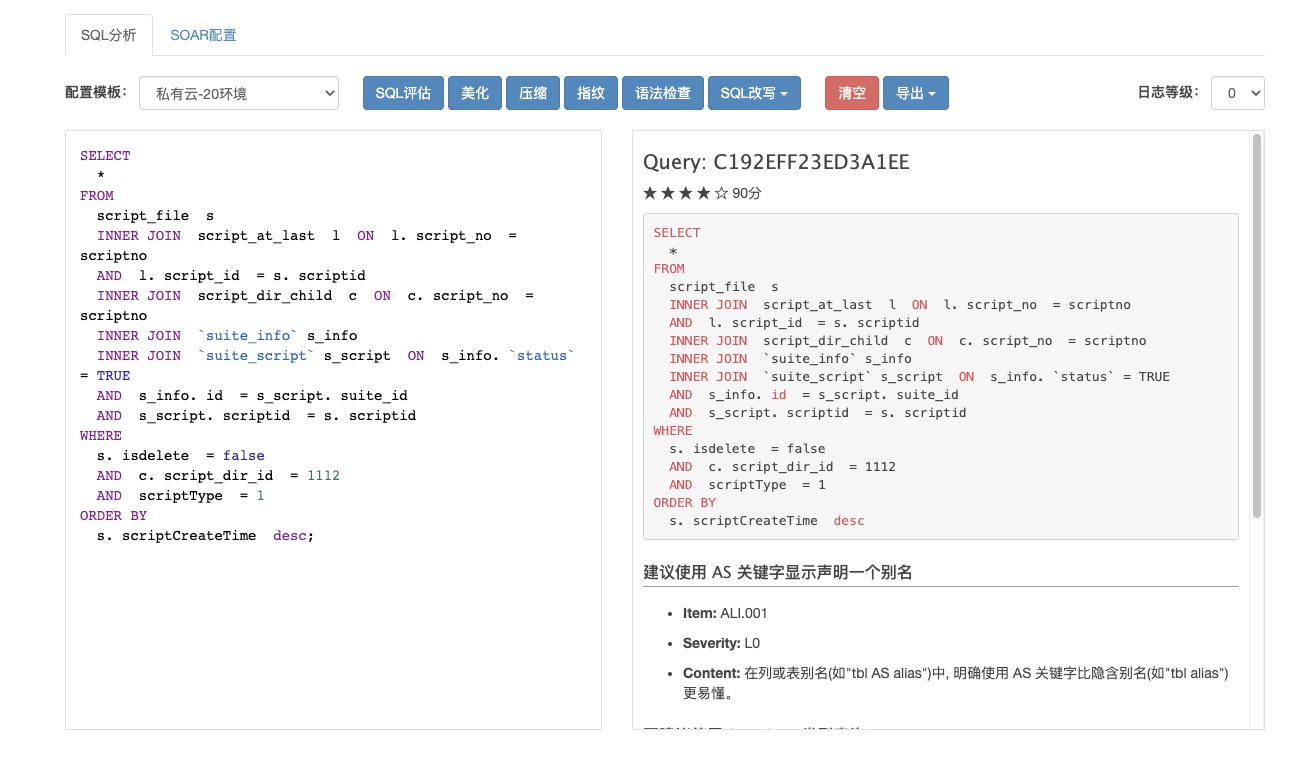 SQL分析 SOAR配置
配置模板： 私有云-20环境 SQL评估 美化 压缩 指纹 语法检查 SQL改写 清空 导出 日志等级： 0
SELECT
*
FROM
script_file s
INNER JOIN script_at_last l ON l. script_no =
scriptno
AND l. script_id = s. scriptid
INNER JOIN script_dir_child c ON c. script_no =
scriptno
INNER JOIN `suite_info` s_info
INNER JOIN `suite_script` s_script ON s_info. `status`
= TRUE
AND s_info. id = s_script. suite_id
AND s_script. scriptid = s. scriptid
WHERE
s. isdelete = false
AND c. script_dir_id = 1112
AND scriptType = 1
ORDER BY
s. scriptCreateTime desc;
Query: C192EFF23ED3A1EE
★ ★ ★ ★ ☆ 90分
SELECT
*
FROM
script_file s
INNER JOIN script_at_last l ON l. script_no = scriptno
AND l. script_id = s. scriptid
INNER JOIN script_dir_child c ON c. script_no = scriptno
INNER JOIN `suite_info` s_info
INNER JOIN `suite_script` s_script ON s_info. `status` = TRUE
AND s_info. id = s_script. suite_id
AND s_script. scriptid = s. scriptid
WHERE
s. isdelete = false
AND c. script_dir_id = 1112
AND scriptType = 1
ORDER BY
s. scriptCreateTime desc
建议使用 AS 关键字显示声明一个别名
• Item: ALI.001
• Severity: L0
• Content: 在列或表别名(如"tbl AS alias")中, 明确使用 AS 关键字比隐含别名(如"tbl alias")
更易懂。